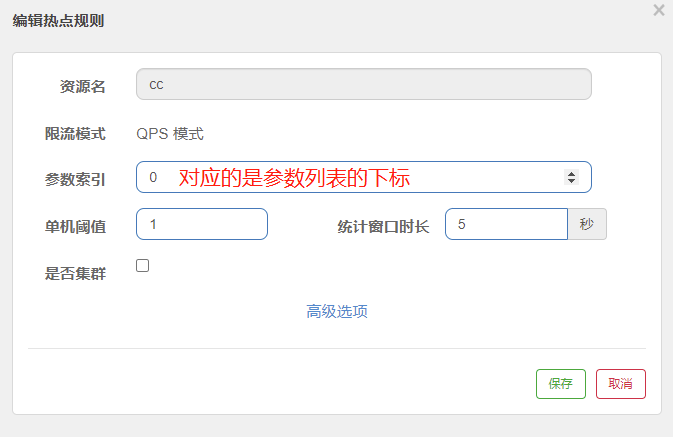 编辑热点规则
×
资源名 cc
限流模式 QPS 模式
参数索引 0 对应的是参数列表的下标
单机阈值 1 统计窗口时长 5 秒
是否集群
高级选项
保存 取消